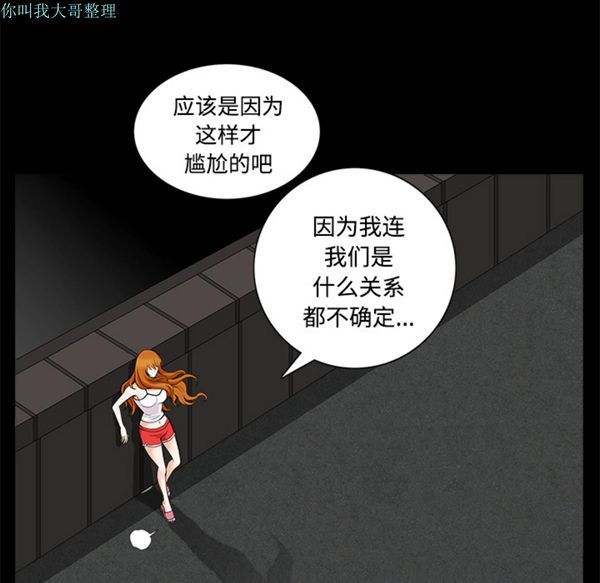 你叫我大哥整理
应该是因为
这样才
尴尬的吧
因为我连
我们是
什么关系
都不确定...